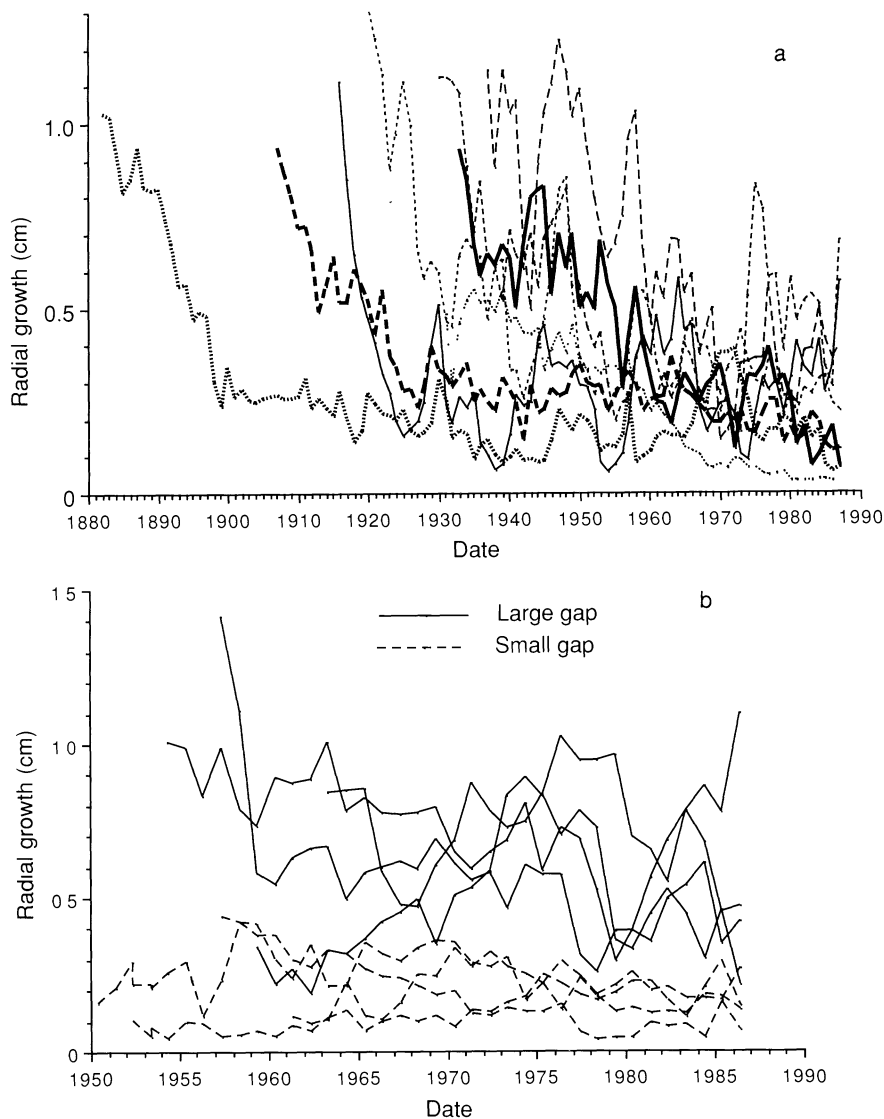 a
1.0
0.5
0
Radial growth (cm)
1880 1890 1900 1910 1920 1930 1940 1950 1960 1970 1980 1990
Date
b
1 5
1 0
0 5
0
Radial growth (cm)
Large gap
Small gap
1950 1955 1960 1965 1970 1975 1980 1985 1990
Date